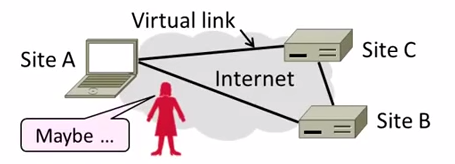 Virtual link
Site A
Site C
Internet
Site B
Maybe ...